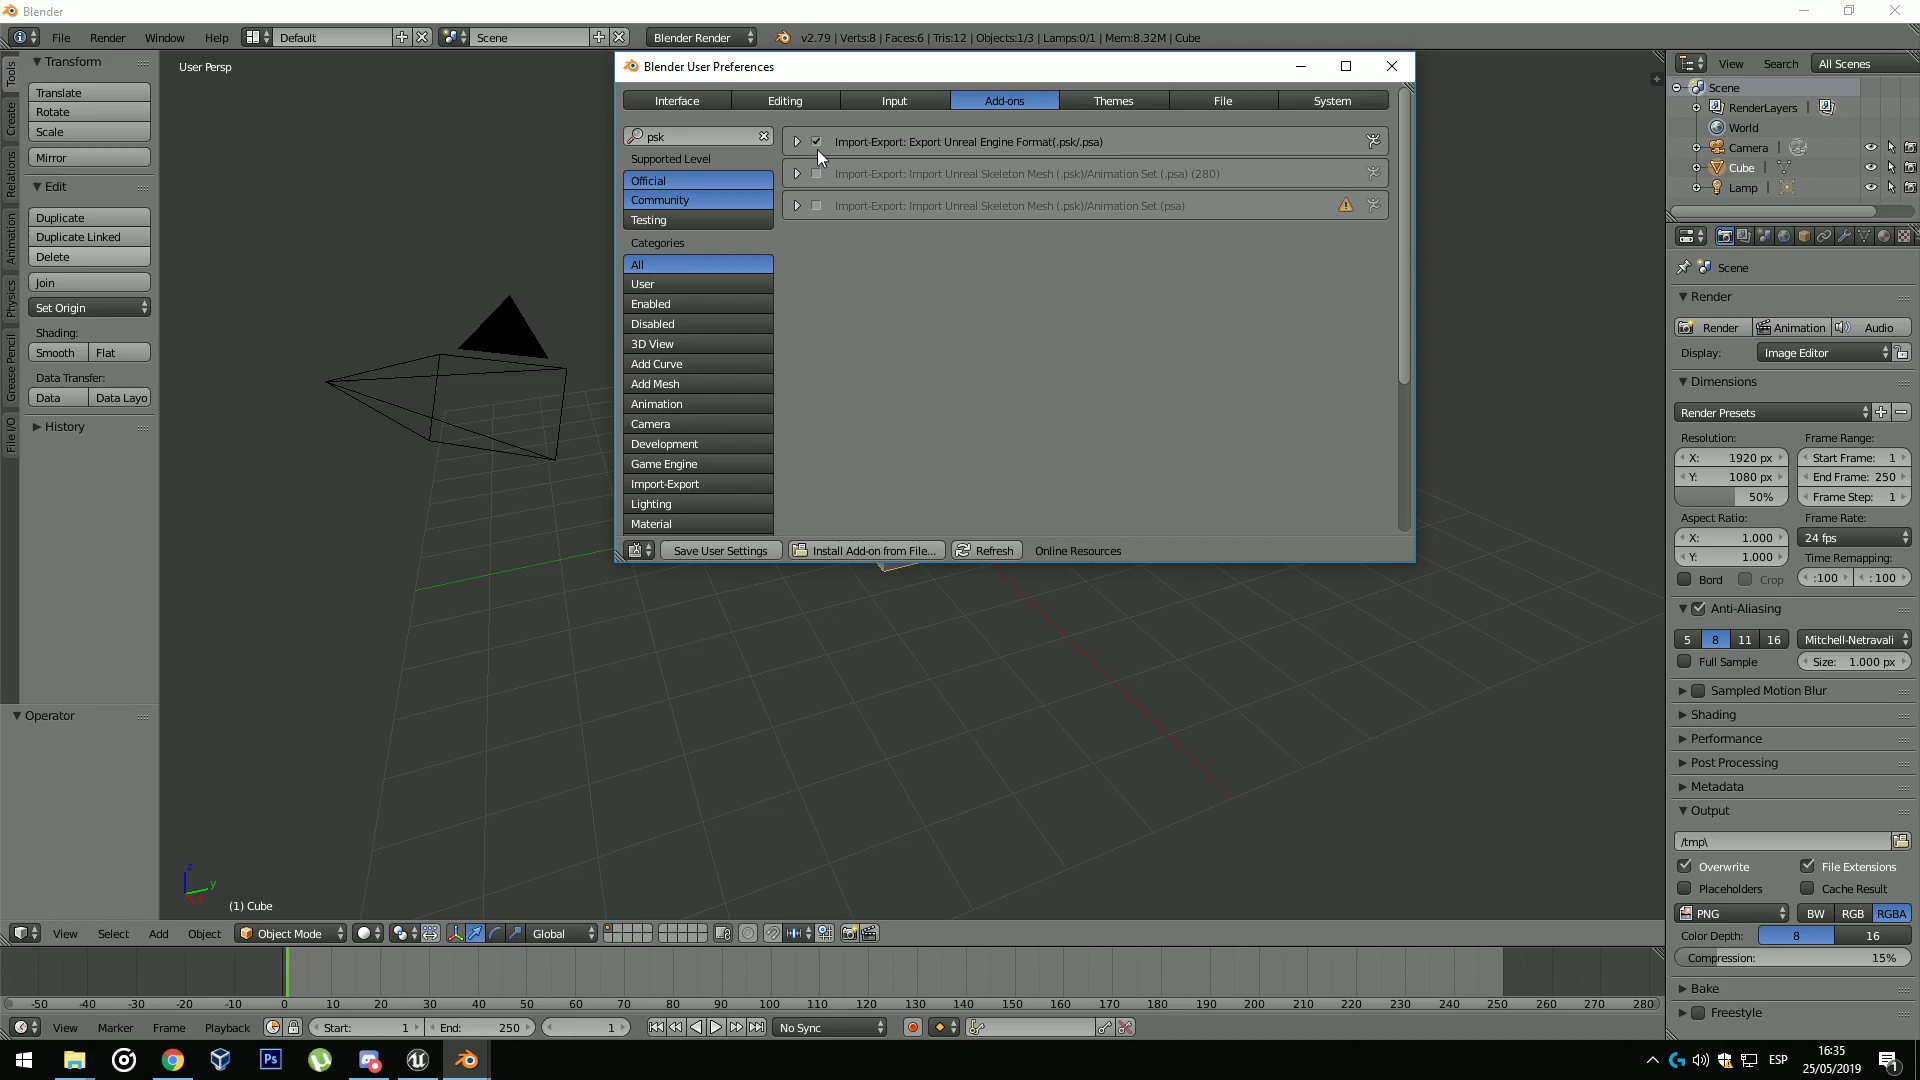 Blender
File Render Window Help Default Scene Blender Render v2.79 | Verts:8 | Faces:6 | Tris:12 | Objects:1/3 | Lamps:0/1 | Mem:8.32M | Cube
Tools
Create
Relations
Animation
Physics
Grease Pencil
File I/O
Transform
Translate
Rotate
Scale
Mirror
Edit
Duplicate
Duplicate Linked
Delete
Join
Set Origin
Shading:
Smooth Flat
Data Transfer:
Data Data Layo
History
Operator
User Persp
(1) Cube
Blender User Preferences
Interface Editing Input Add-ons Themes File System
psk
Supported Level
Official
Community
Testing
Categories
All
User
Enabled
Disabled
3D View
Add Curve
Add Mesh
Animation
Camera
Development
Game Engine
Import-Export
Lighting
Material
Import-Export: Export Unreal Engine Format(.psk/.psa)
Import-Export: Import Unreal Skeleton Mesh (.psk)/Animation Set (.psa) (280)
Import-Export: Import Unreal Skeleton Mesh (.psk)/Animation Set (psa)
Save User Settings Install Add-on from File... Refresh Online Resources
View Search All Scenes
Scene
RenderLayers
World
Camera
Cube
Lamp
Scene
Render
Render Animation Audio
Display: Image Editor
Dimensions
Render Presets
Resolution: Frame Range:
X: 1920 px Start Frame: 1
Y: 1080 px End Frame: 250
50% Frame Step: 1
Aspect Ratio: Frame Rate:
X: 1.000 24 fps
Y: 1.000 Time Remapping:
Bord Crop :100 : 100
Anti-Aliasing
5 8 11 16 Mitchell-Netravali
Full Sample Size: 1.000 px
Sampled Motion Blur
Shading
Performance
Post Processing
Metadata
Output
/tmp\
Overwrite File Extensions
Placeholders Cache Result
PNG BW RGB RGBA
Color Depth: 8 16
Compression: 15%
Bake
Freestyle
z
y
View Select Add Object Object Mode Global
-50 -40 -30 -20 -10 0 10 20 30 40 50 60 70 80 90 100 110 120 130 140 150 160 170 180 190 200 210 220 230 240 250 260 270 280
View Marker Frame Playback Start: 1 End: 250 1 No Sync
Ps
ESP
16:35
25/05/2019
1